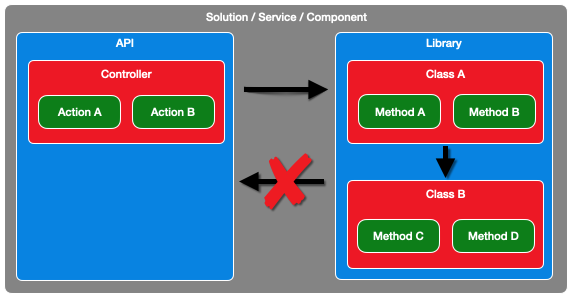 Solution / Service / Component
API
Controller
Action A
Action B
Library
Class A
Method A
Method B
Class B
Method C
Method D